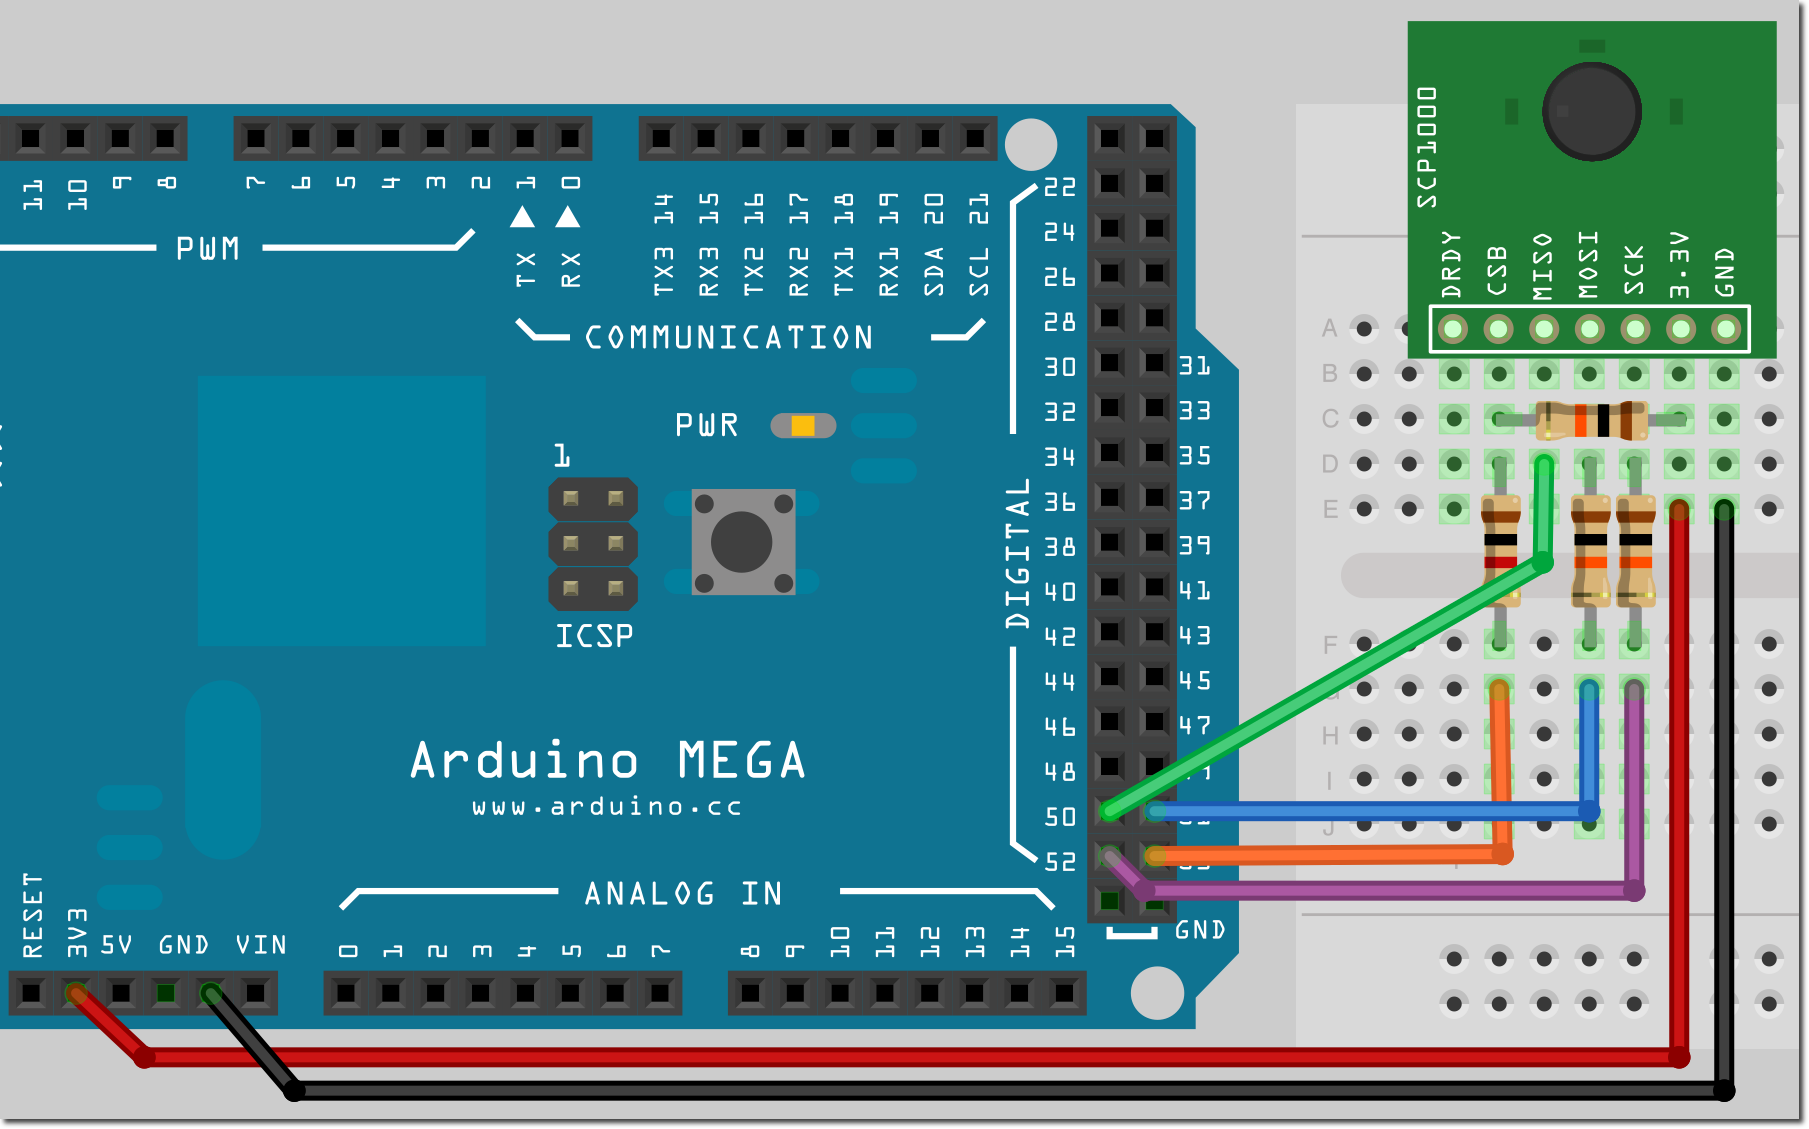 SCP1000
DRDY CSB MISO MOSI SCK 3.3V GND
11 10 9 8 7 6 5 4 3 2 1 0
TX3 14 RX3 15 TX2 16 RX2 17 TX1 18 RX1 19 SDA 20 SCL 21
PWM
TX RX
COMMUNICATION
22
24
26
28
30 31
32 33
34 35
36 37
38 39
40 41
42 43
44 45
46 47
48
50
52
DIGITAL
GND
A
B
C
D
E
F
H
I
J
PWR
1
ICSP
Arduino MEGA
www.arduino.cc
ANALOG IN
RESET 3V3 5V GND VIN
0 1 2 3 4 5 6 7 8 9 10 11 12 13 14 15